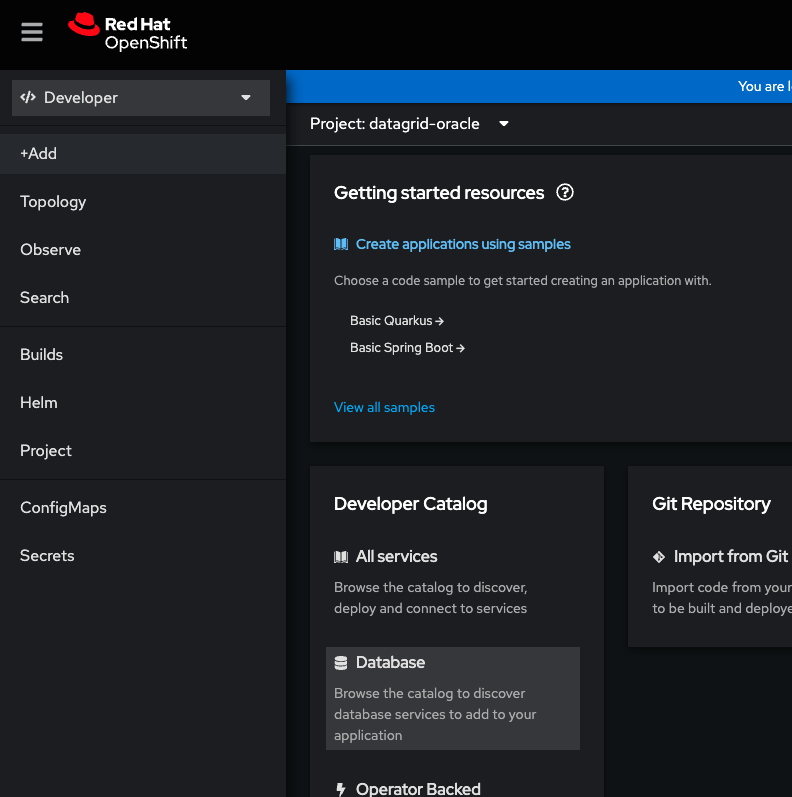 Red Hat
OpenShift
Developer
You are
Project: datagrid-oracle
+Add
Topology
Observe
Search
Builds
Helm
Project
ConfigMaps
Secrets
Getting started resources
Create applications using samples
Choose a code sample to get started creating an application with.
Basic Quarkus →
Basic Spring Boot →
View all samples
Developer Catalog
All services
Browse the catalog to discover,
deploy and connect to services
Database
Browse the catalog to discover
database services to add to your
application
Operator Backed
Git Repository
Import from Git
Import code from your
to be built and deploye